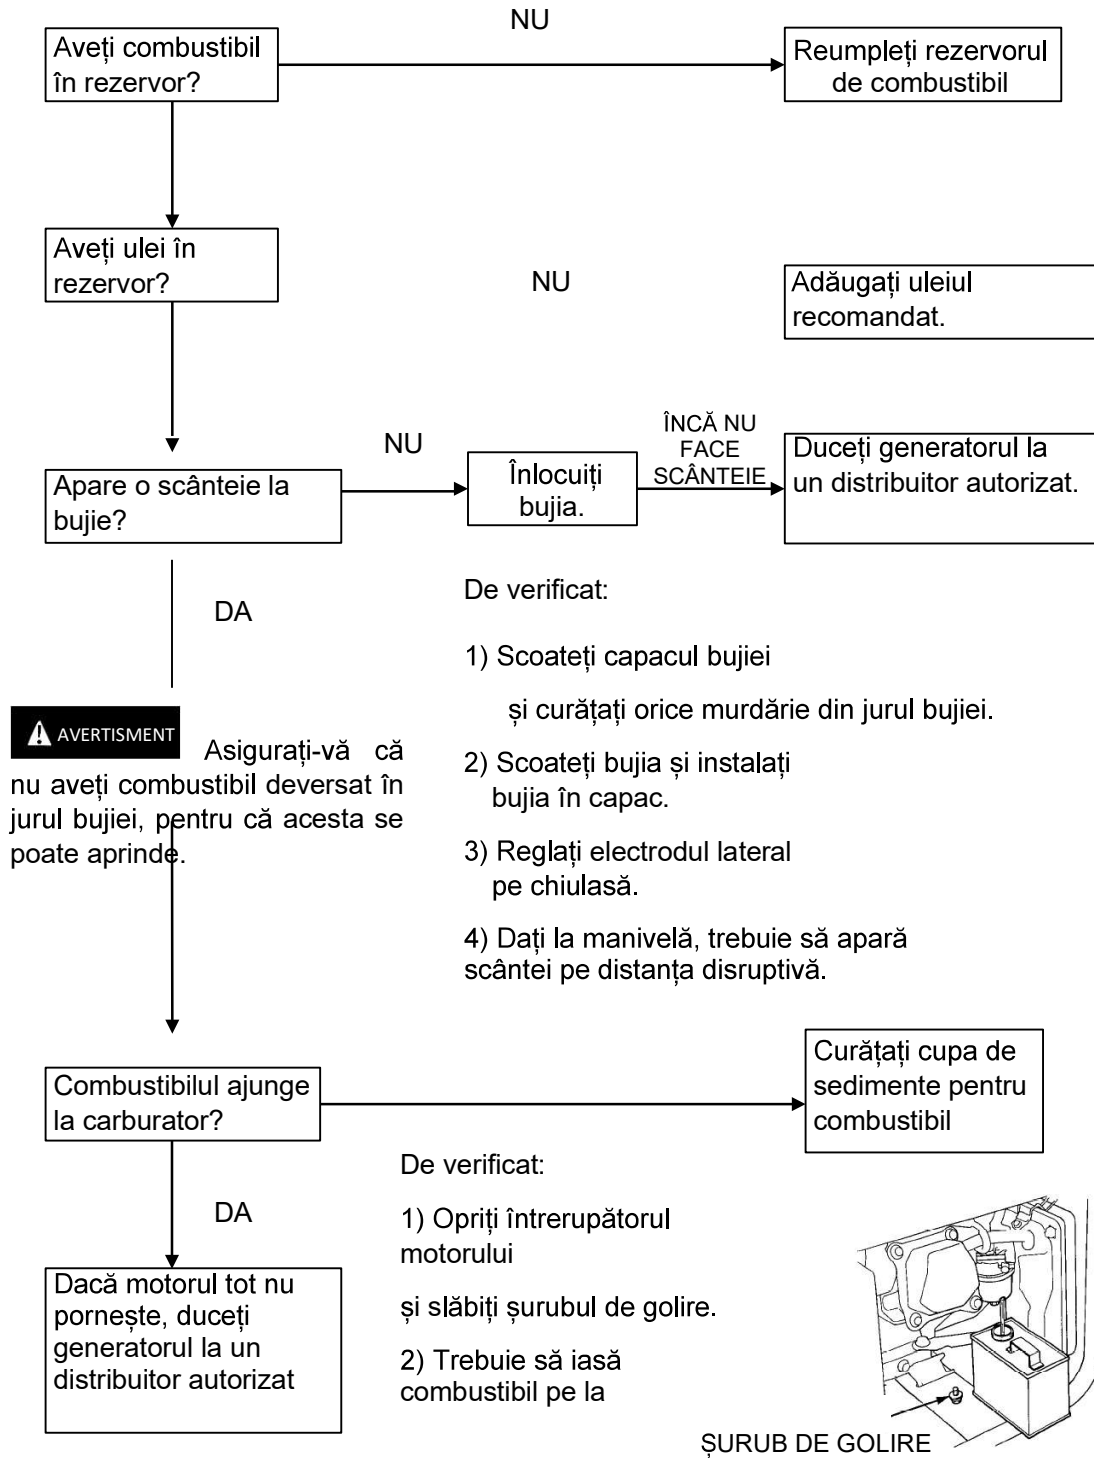 NU
Aveți combustibil
în rezervor?
Reumpleți rezervorul
de combustibil
Aveți ulei în
rezervor?
NU
Adăugați uleiul
recomandat.
Apare o scânteie la
bujie?
NU
Înlocuiți
bujia.
ÎNCĂ NU
FACE
SCÂNTEIE
Duceți generatorul la
un distribuitor autorizat.
DA
De verificat:
1) Scoateți capacul bujiei
și curățați orice murdărie din jurul bujiei.
2) Scoateți bujia și instalați
bujia în capac.
3) Reglați electrodul lateral
pe chiulasă.
4) Dați la manivelă, trebuie să apară
scântei pe distanța disruptivă.
AVERTISMENT
Asigurați-vă că
nu aveți combustibil deversat în
jurul bujiei, pentru că acesta se
poate aprinde.
Combustibilul ajunge
la carburator?
Curățați cupa de
sedimente pentru
combustibil
DA
De verificat:
1) Opriți întrerupătorul
motorului
și slăbiți șurubul de golire.
2) Trebuie să iasă
combustibil pe la
Dacă motorul tot nu
pornește, duceți
generatorul la un
distribuitor autorizat
ȘURUB DE GOLIRE